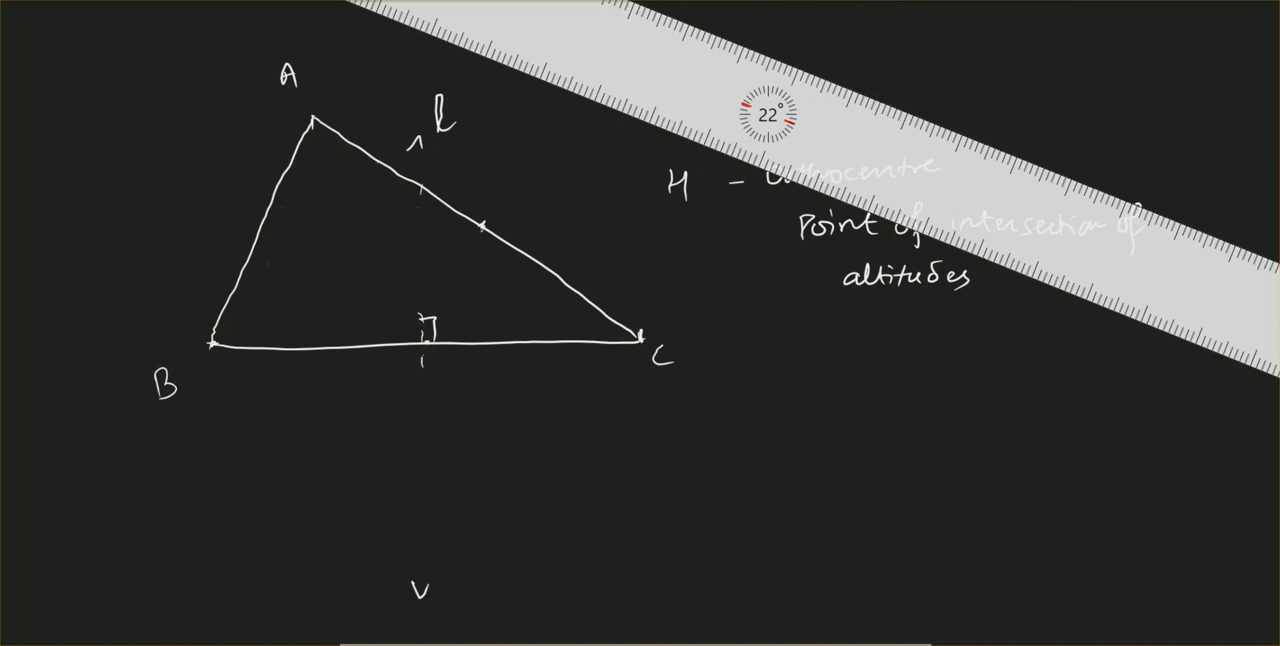 A
l
22°
H - Orthocentre
Point of intersection of
altitudes
B
C